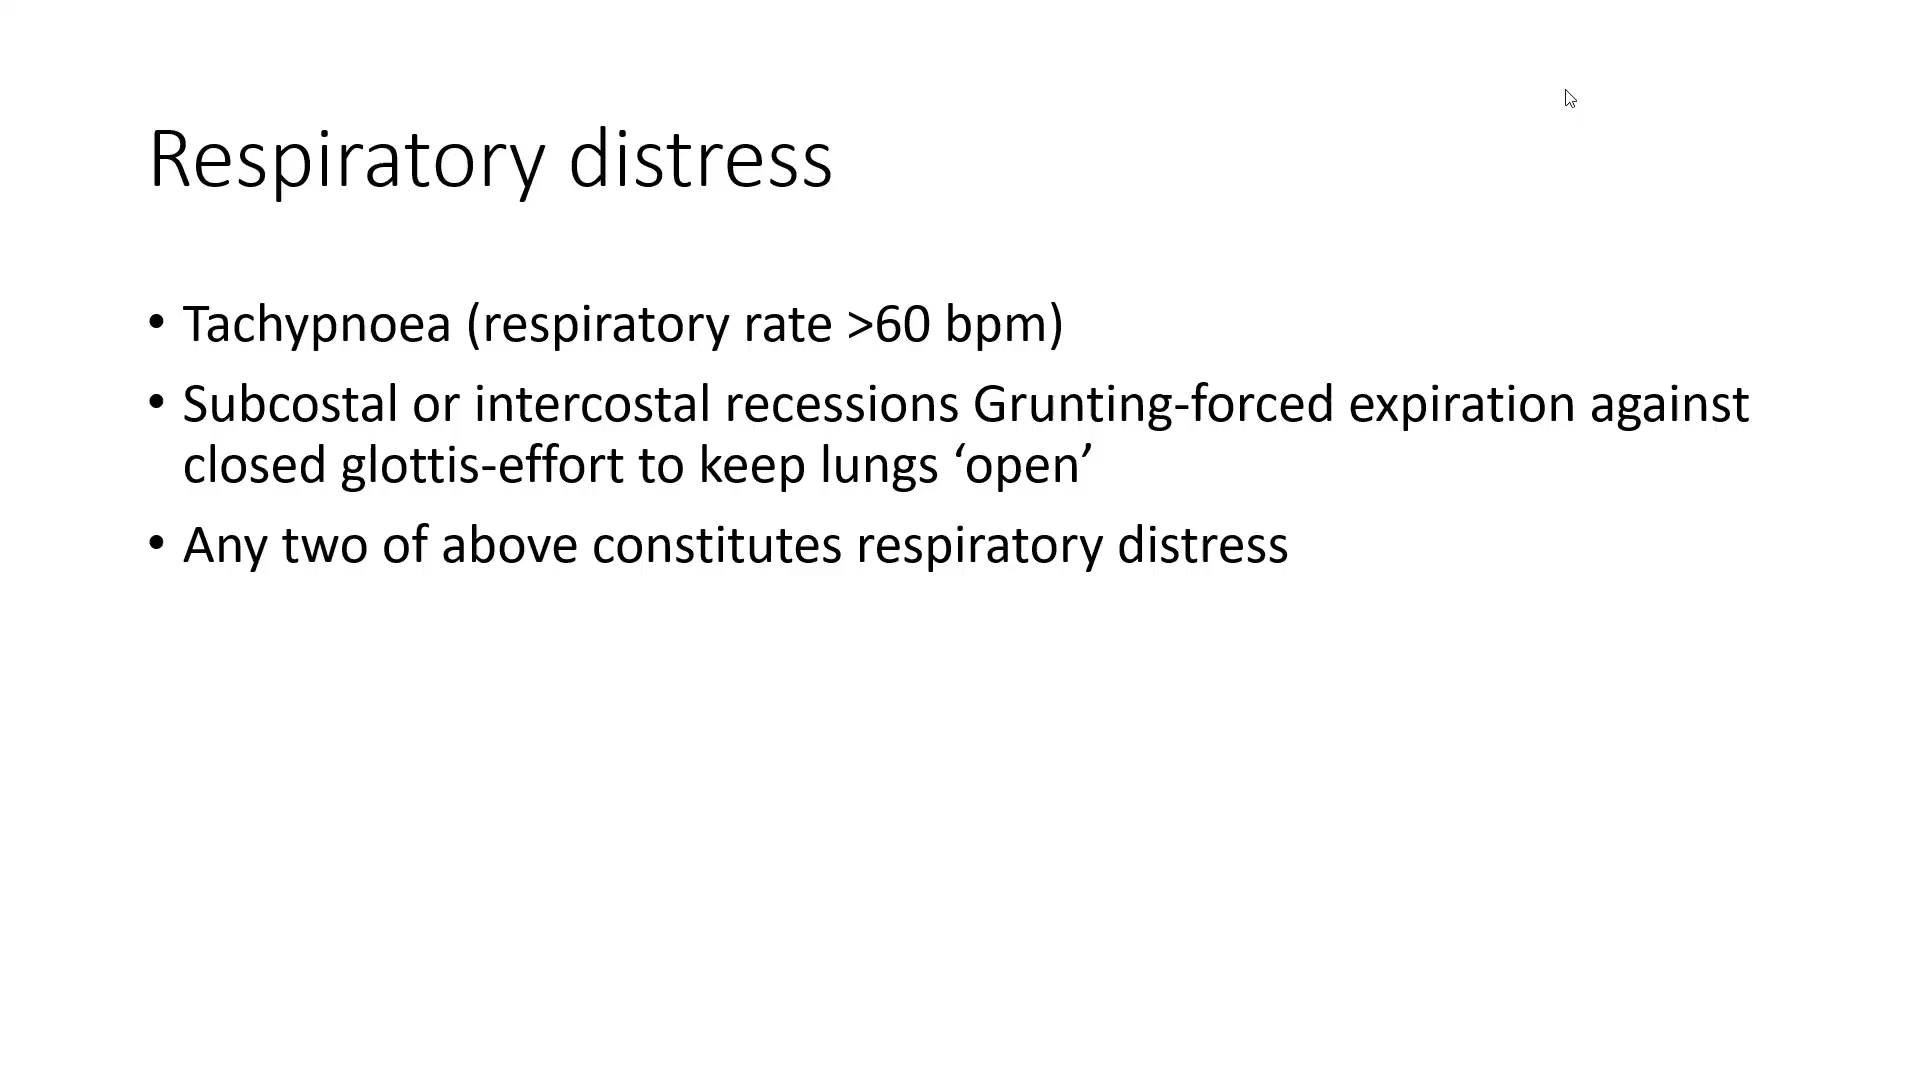 Respiratory distress
• Tachypnoea (respiratory rate >60 bpm)
• Subcostal or intercostal recessions Grunting-forced expiration against
closed glottis-effort to keep lungs ‘open’
• Any two of above constitutes respiratory distress